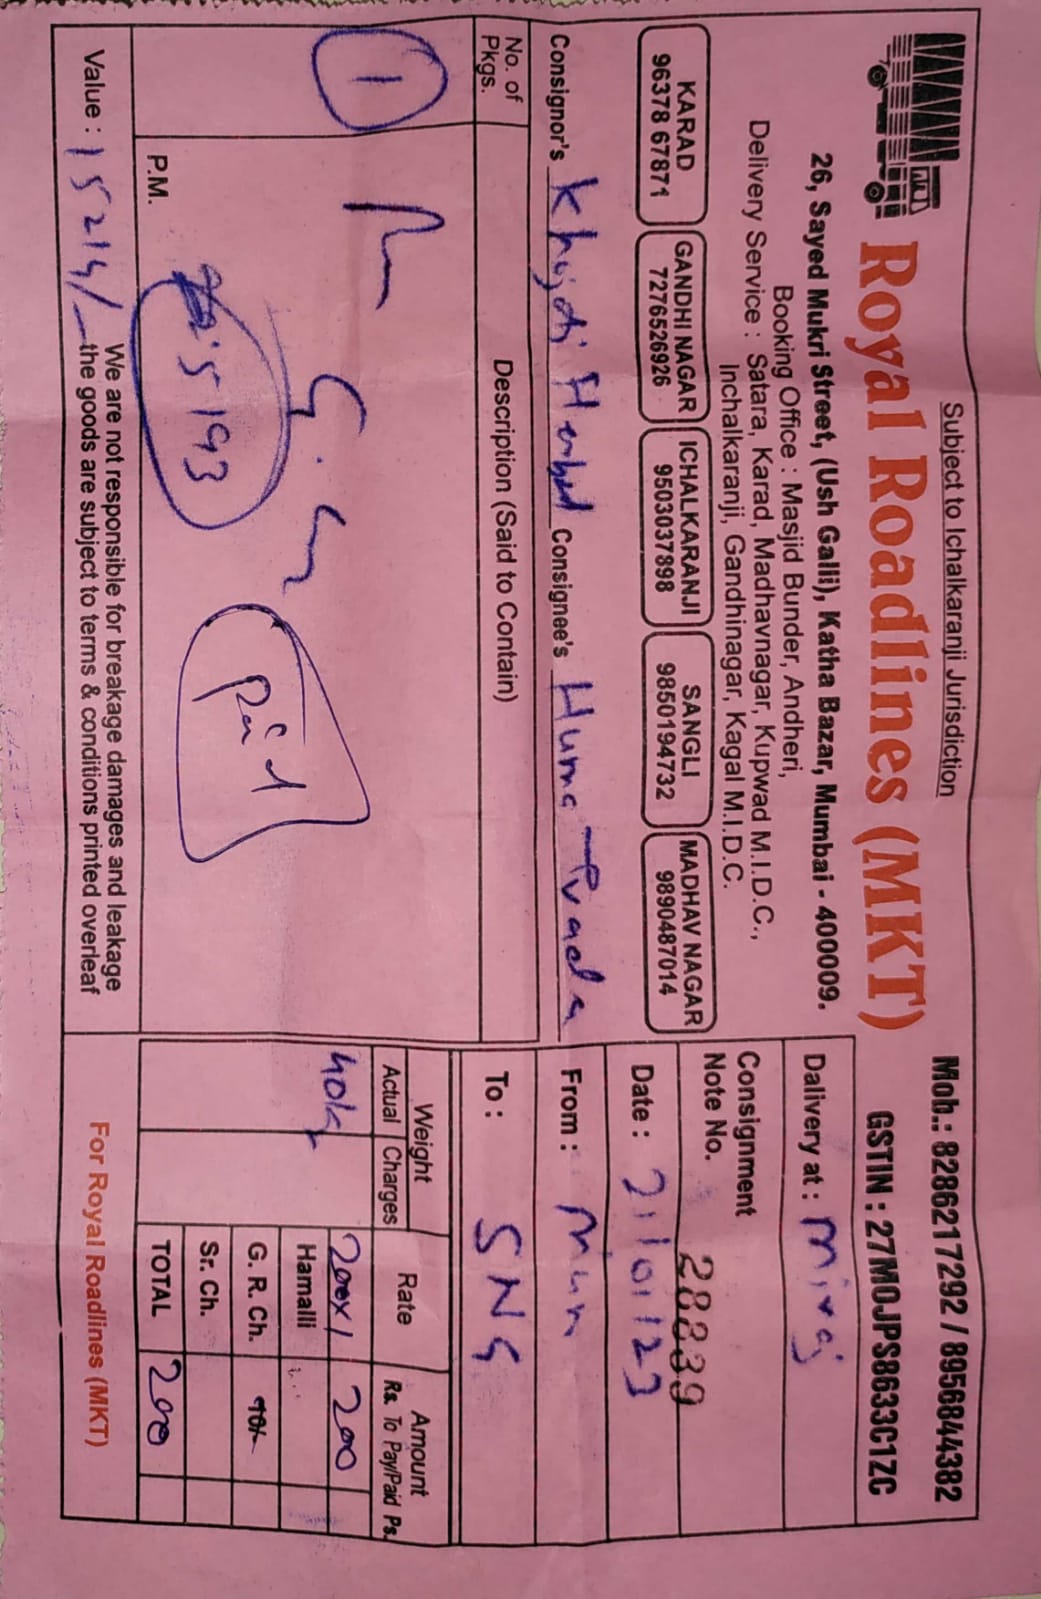 Subject to Ichalkaranji Jurisdiction
Mob.: 8286217292 / 8956844382
Royal Roadlines (MKT)
GSTIN : 27MOJPS8633C1ZC
26, Sayed Mukri Street, (Ush Galli), Katha Bazar, Mumbai - 400009.
Booking Office : Masjid Bunder, Andheri,
Delivery Service : Satara, Karad, Madhavnagar, Kupwad M.I.D.C.,
Inchalkaranji, Gandhinagar, Kagal M.I.D.C.
Dalivery at : Miraj
KARAD
96378 67871
GANDHI NAGAR
7276526926
ICHALKARANJI
9503037898
SANGLI
9850194732
MADHAV NAGAR
9890487014
Consignment
Note No. 28839
Date : 21/01/23
Consignor's Herbal Consignee's Huma
From : Mum
To : SNG
No. of
Pkgs.
Description (Said to Contain)
Weight
Actual Charges
Rate
Amount
Rs. To Pay/Paid Ps.
1
40kg
200x1 200
Hamalli
G. R. Ch.
Sr. Ch.
TOTAL 200
5193
Paid
P.M.
Value : 15214/-
We are not responsible for breakage damages and leakage
the goods are subject to terms & conditions printed overleaf
For Royal Roadlines (MKT)